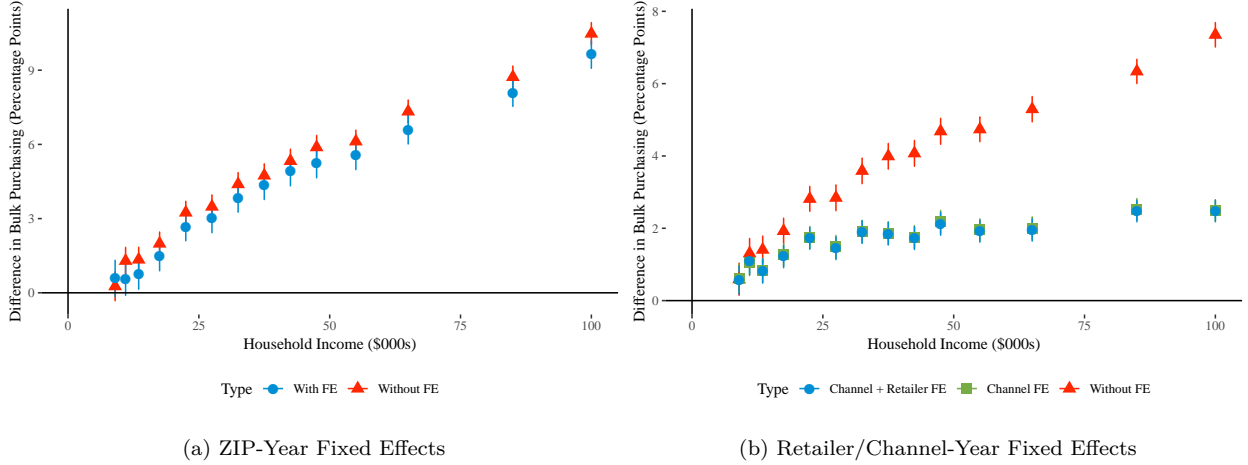 Difference in Bulk Purchasing (Percentage Points)
9
6
3
0
0
25
50
75
100
Household Income ($000s)
Type With FE Without FE
(a) ZIP-Year Fixed Effects
Difference in Bulk Purchasing (Percentage Points)
8
6
4
2
0
0
25
50
75
100
Household Income ($000s)
Type Channel + Retailer FE Channel FE Without FE
(b) Retailer/Channel-Year Fixed Effects